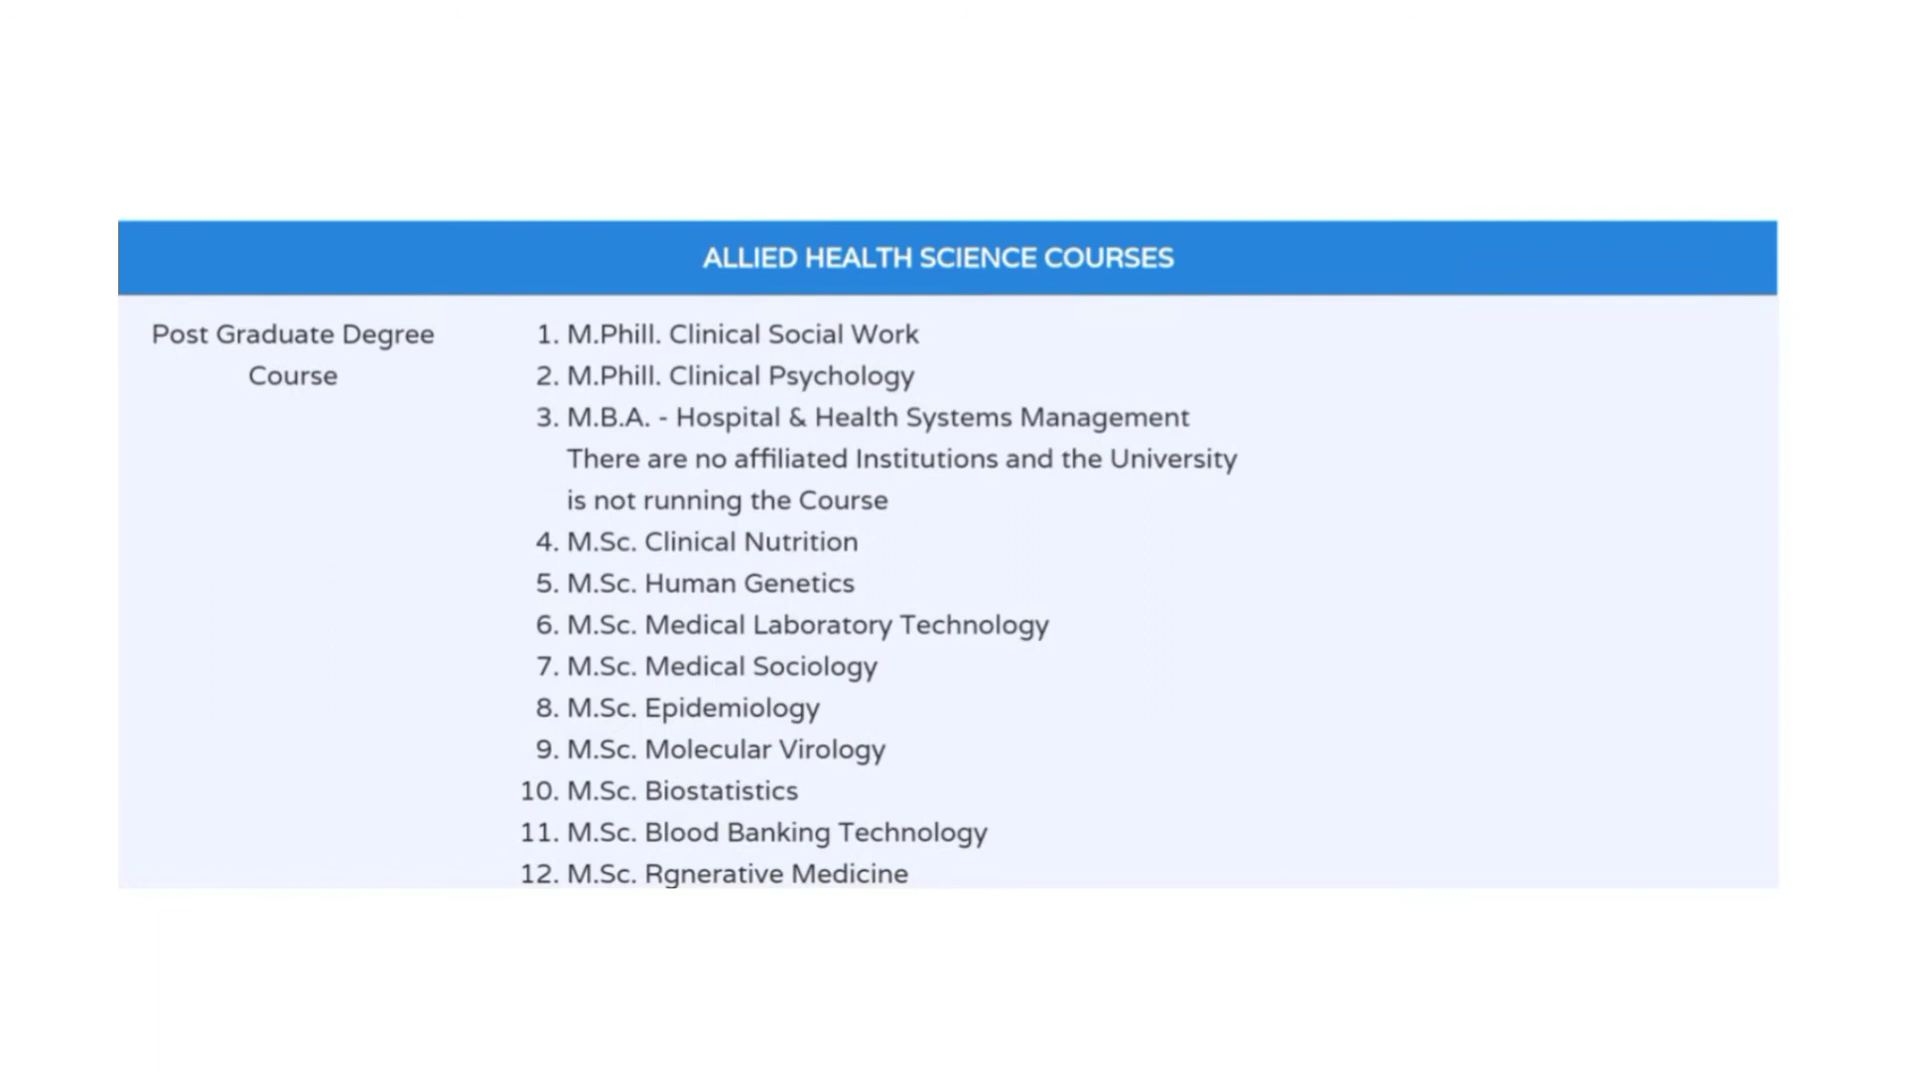 ALLIED HEALTH SCIENCE COURSES
Post Graduate Degree
Course
1. M.Phill. Clinical Social Work
2. M.Phill. Clinical Psychology
3. M.B.A. - Hospital & Health Systems Management
There are no affiliated Institutions and the University
is not running the Course
4. M.Sc. Clinical Nutrition
5. M.Sc. Human Genetics
6. M.Sc. Medical Laboratory Technology
7. M.Sc. Medical Sociology
8. M.Sc. Epidemiology
9. M.Sc. Molecular Virology
10. M.Sc. Biostatistics
11. M.Sc. Blood Banking Technology
12. M.Sc. Rgnerative Medicine